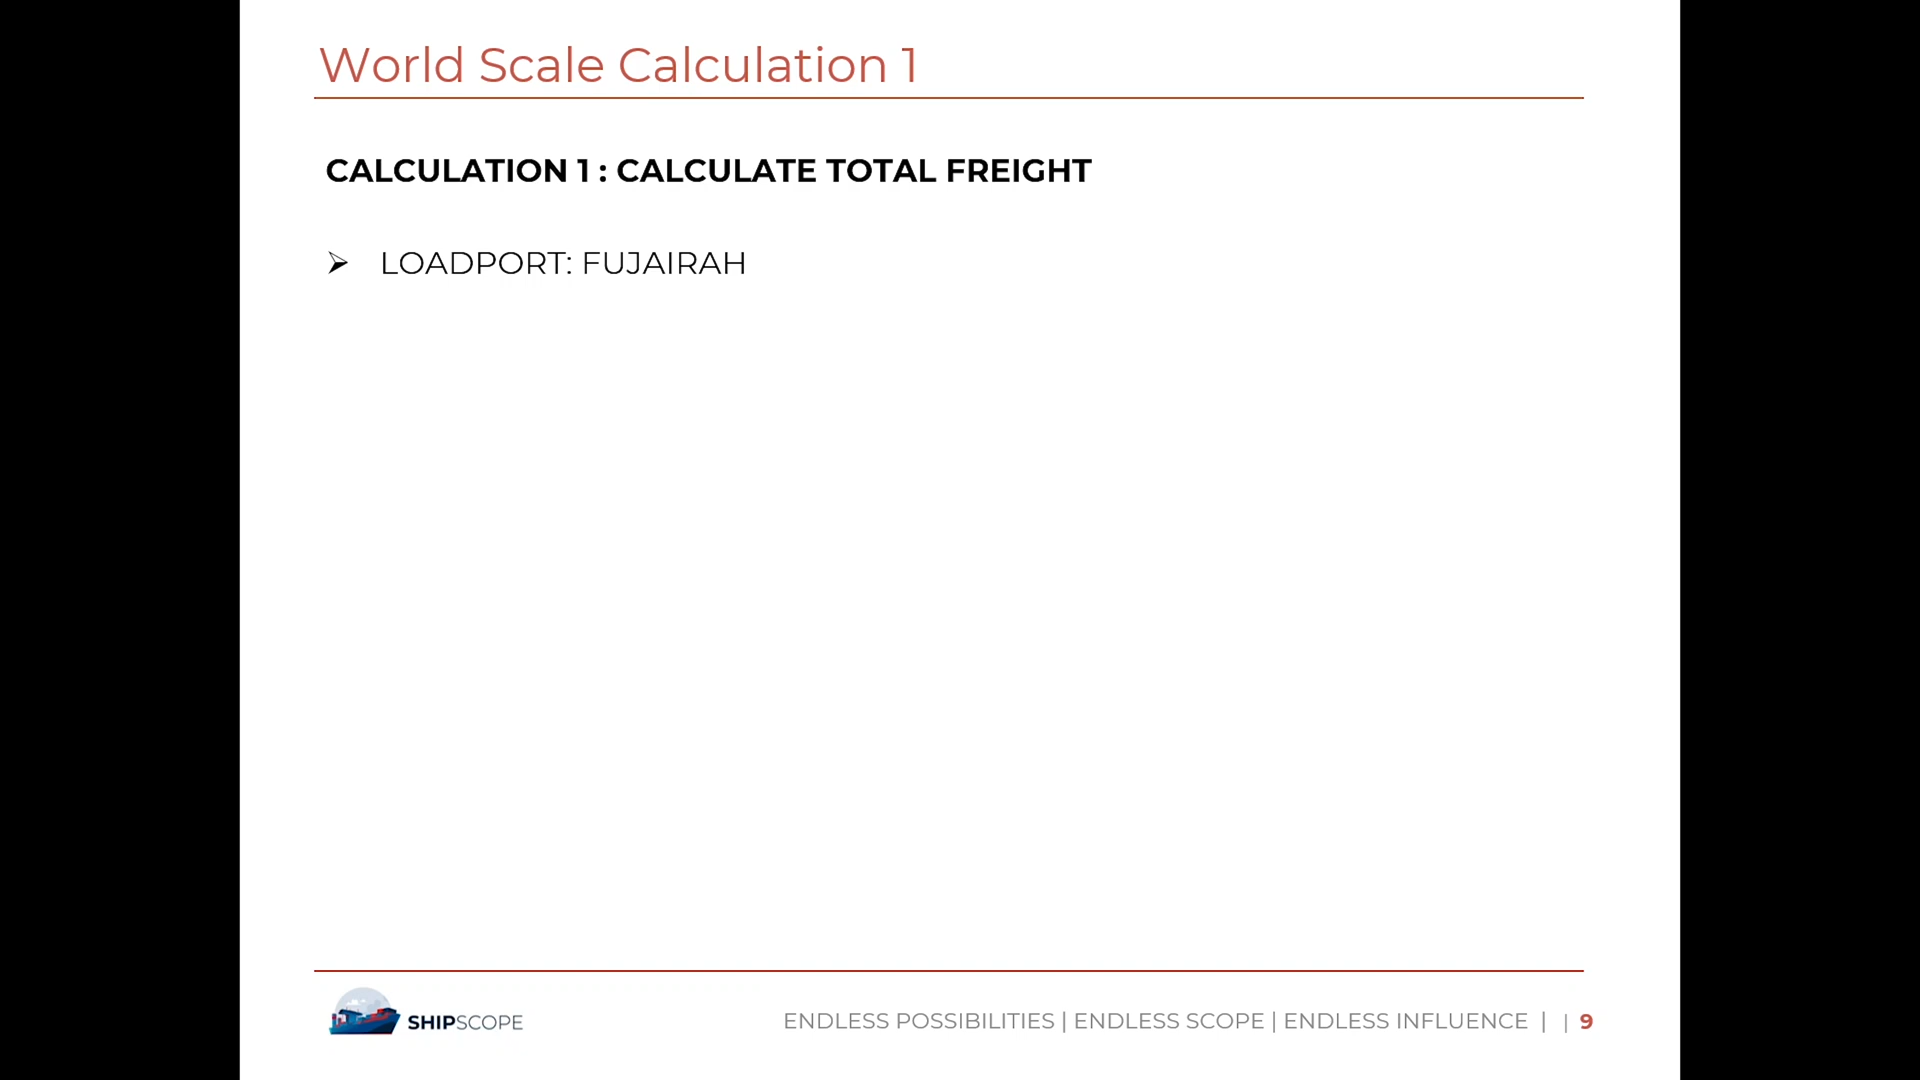 World Scale Calculation 1
CALCULATION 1 : CALCULATE TOTAL FREIGHT
➢ LOADPORT: FUJAIRAH
SHIPSCOPE
ENDLESS POSSIBILITIES | ENDLESS SCOPE | ENDLESS INFLUENCE | | 9